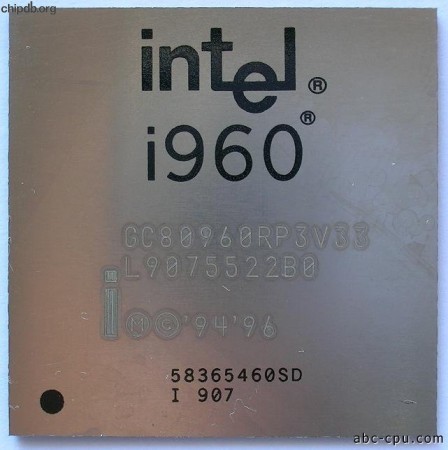 chipdb.org
intel®
i960®
GC80960RP3V33
L9075522B0
i ⓜ ⓒ '94 '96
58365460SD
I 907
abc-cpu.com